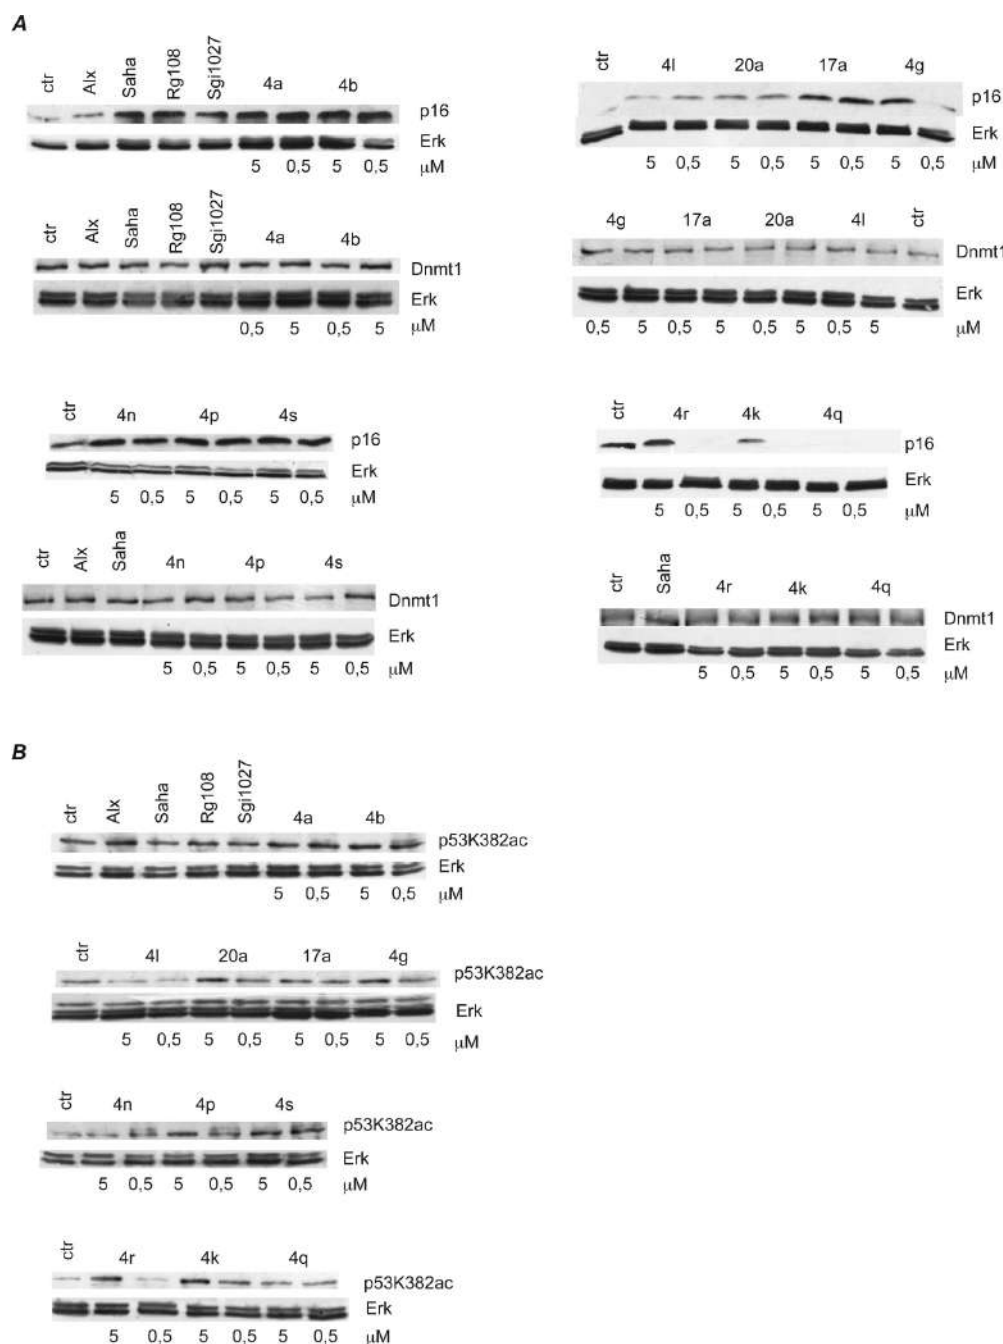 A
ctr Alx Saha Rg108 Sgi1027 4a 4b
p16
Erk
5 0,5 5 0,5 µM
ctr Alx Saha Rg108 Sgi1027 4a 4b
Dnmt1
Erk
0,5 5 0,5 5 µM
ctr 4l 20a 17a 4g
p16
Erk
5 0,5 5 0,5 5 0,5 5 0,5 µM
4g 17a 20a 4l ctr
Dnmt1
Erk
0,5 5 0,5 5 0,5 5 0,5 5 µM
ctr 4n 4p 4s
p16
Erk
5 0,5 5 0,5 5 0,5 µM
ctr Alx Saha 4n 4p 4s
Dnmt1
Erk
5 0,5 5 0,5 5 0,5 µM
ctr 4r 4k 4q
p16
Erk
5 0,5 5 0,5 5 0,5 µM
ctr Saha 4r 4k 4q
Dnmt1
Erk
5 0,5 5 0,5 5 0,5 µM
B
ctr Alx Saha Rg108 Sgi1027 4a 4b
p53K382ac
Erk
5 0,5 5 0,5 µM
ctr 4l 20a 17a 4g
p53K382ac
Erk
5 0,5 5 0,5 5 0,5 5 0,5 µM
ctr 4n 4p 4s
p53K382ac
Erk
5 0,5 5 0,5 5 0,5 µM
ctr 4r 4k 4q
p53K382ac
Erk
5 0,5 5 0,5 5 0,5 µM